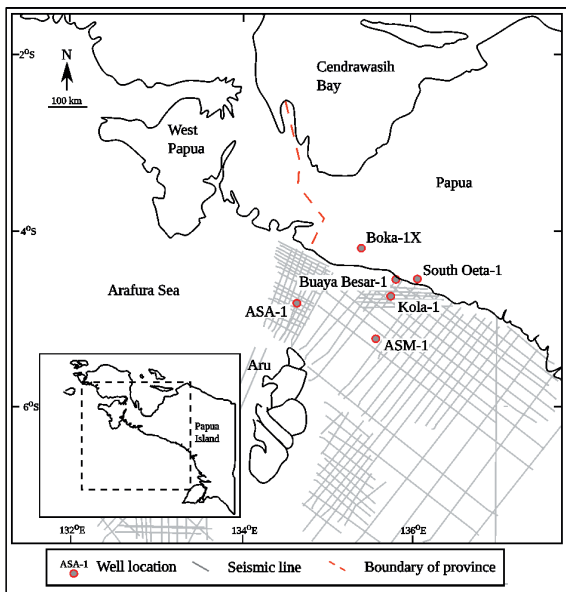 2°S
N
100 km
Cendrawasih
Bay
West
Papua
Papua
4°S
Boka-1X
Arafura Sea
Buaya Besar-1
South Oeta-1
ASA-1
Kola-1
ASM-1
Aru
6°S
Papua
Island
132°E
134°E
136°E
ASA-1 Well location
Seismic line
Boundary of province